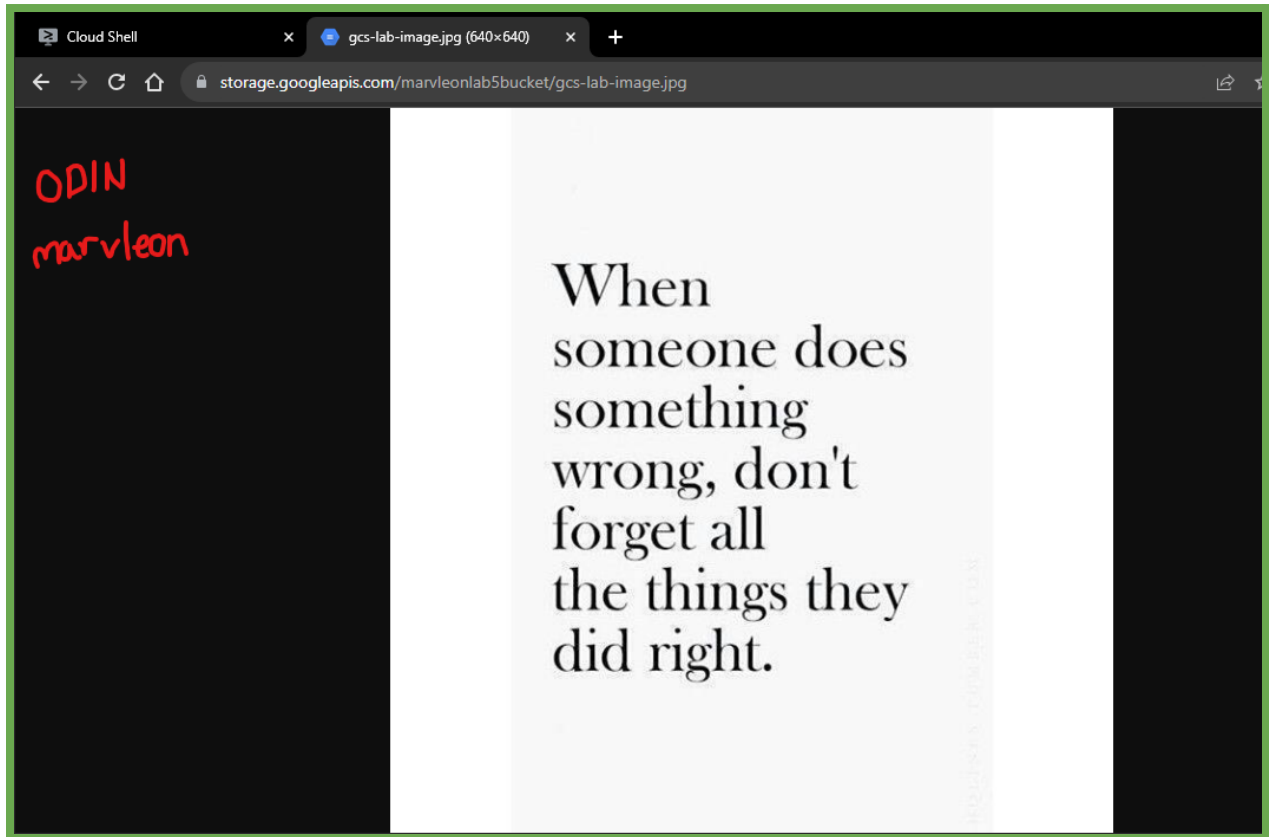 Cloud Shell
gcs-lab-image.jpg (640×640)
storage.googleapis.com/marvleonlab5bucket/gcs-lab-image.jpg
ODIN
marvleon
When
someone does
something
wrong, don't
forget all
the things they
did right.